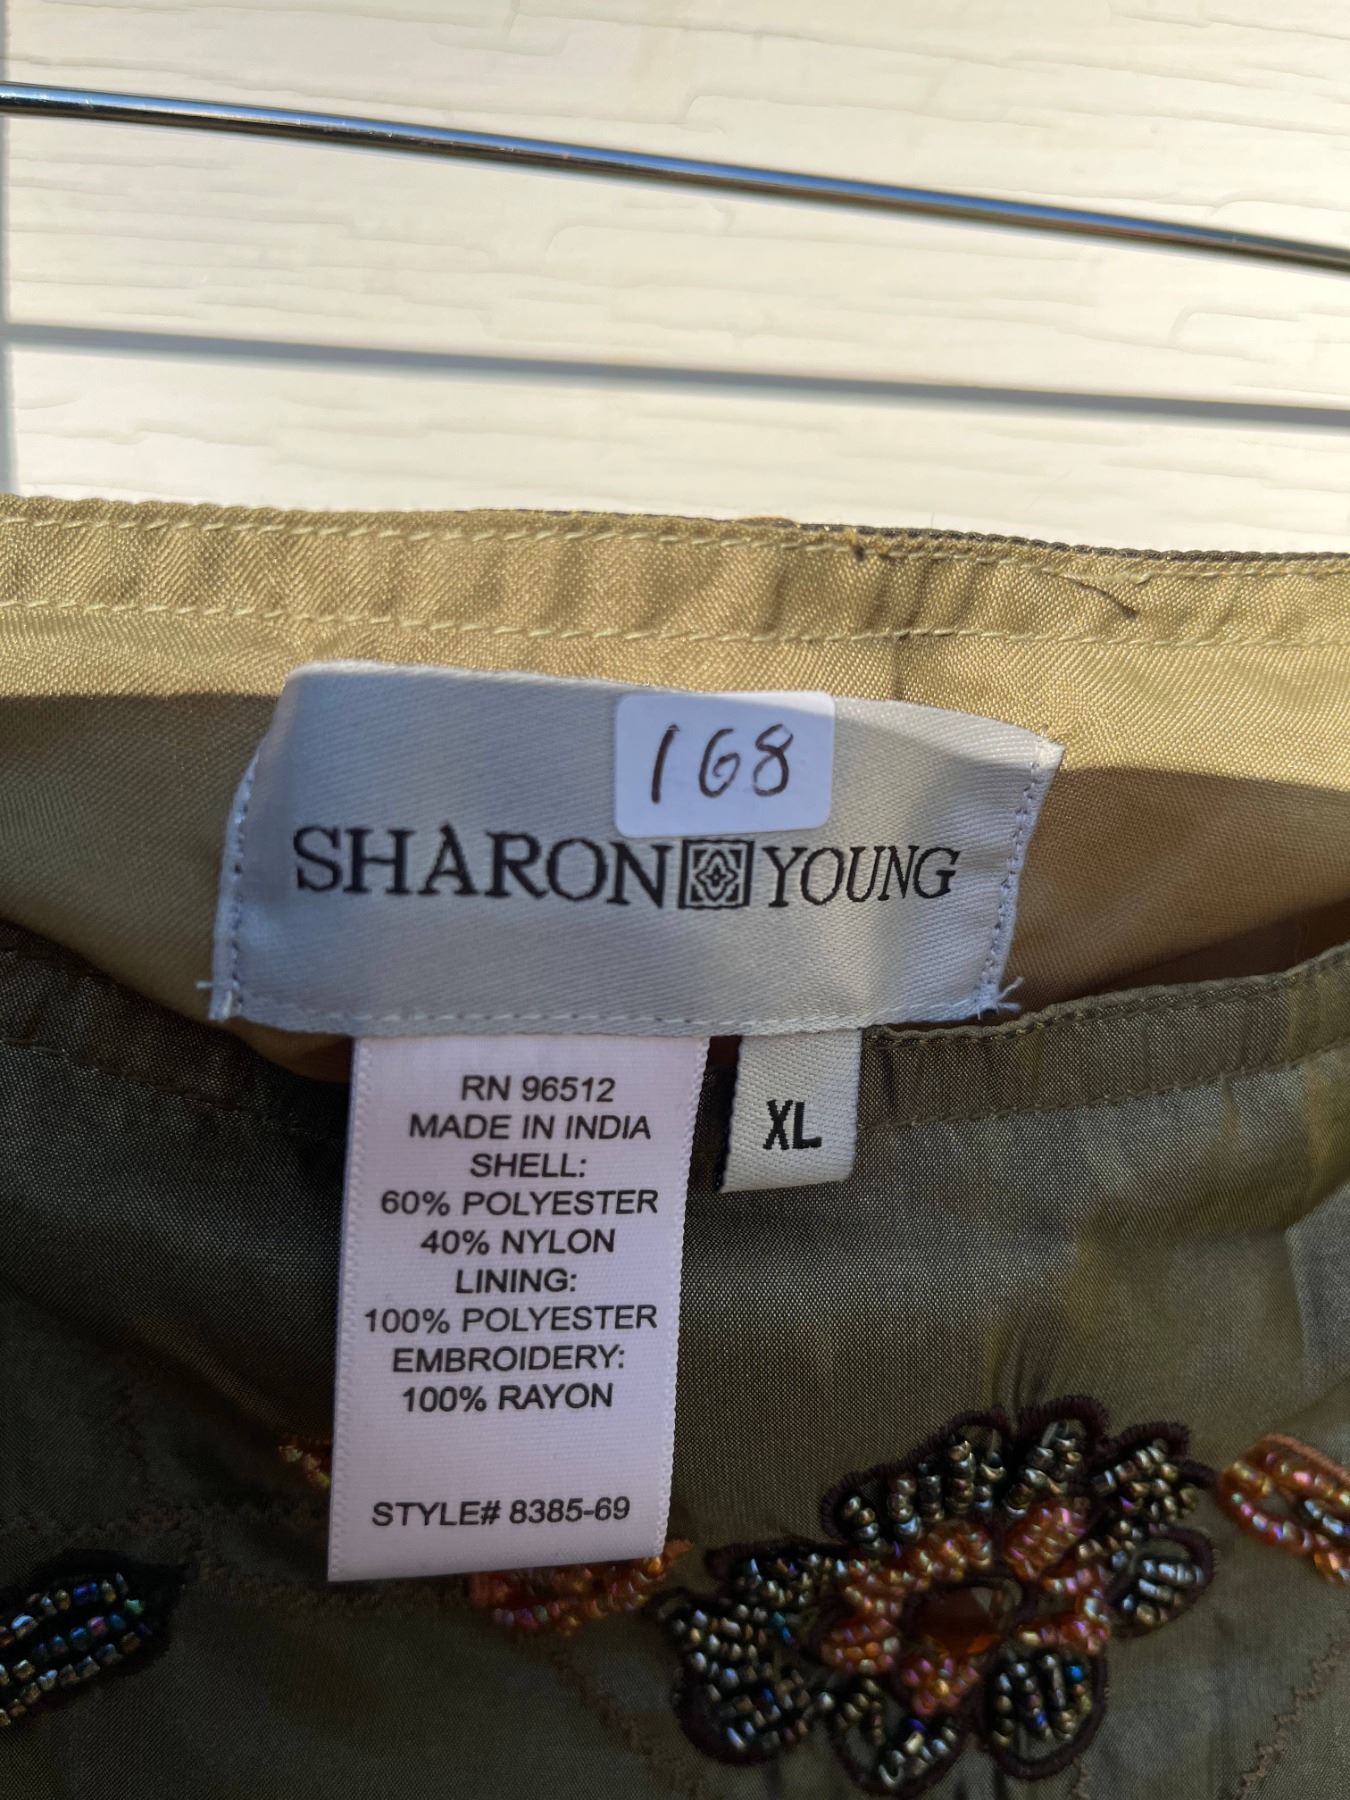 168
SHARON YOUNG
XL
RN 96512
MADE IN INDIA
SHELL:
60% POLYESTER
40% NYLON
LINING:
100% POLYESTER
EMBROIDERY:
100% RAYON
STYLE# 8385-69